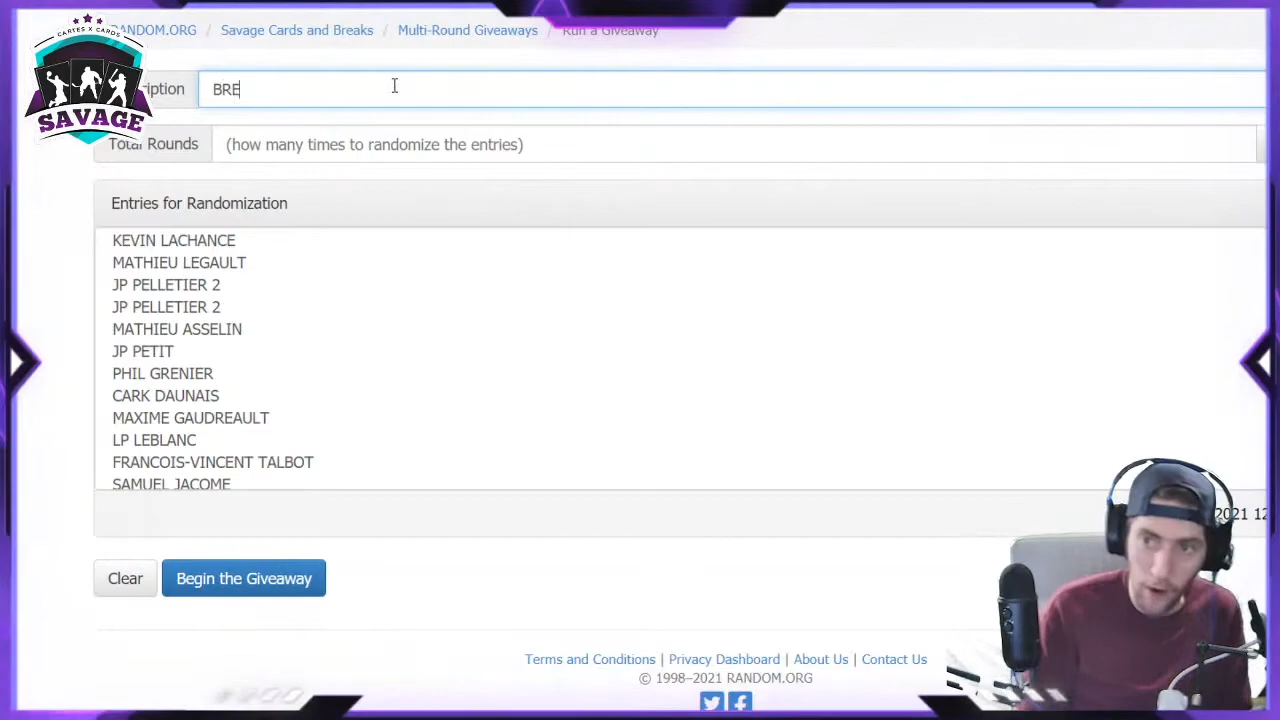 CARTES X CARDS
SAVAGE
RANDOM.ORG / Savage Cards and Breaks / Multi-Round Giveaways / Run a Giveaway
ription BRE
Total Rounds (how many times to randomize the entries)
Entries for Randomization
KEVIN LACHANCE
MATHIEU LEGAULT
JP PELLETIER 2
JP PELLETIER 2
MATHIEU ASSELIN
JP PETIT
PHIL GRENIER
CARK DAUNAIS
MAXIME GAUDREAULT
LP LEBLANC
FRANCOIS-VINCENT TALBOT
SAMUEL JACOME
2021 12
Clear Begin the Giveaway
Terms and Conditions | Privacy Dashboard | About Us | Contact Us
© 1998–2021 RANDOM.ORG